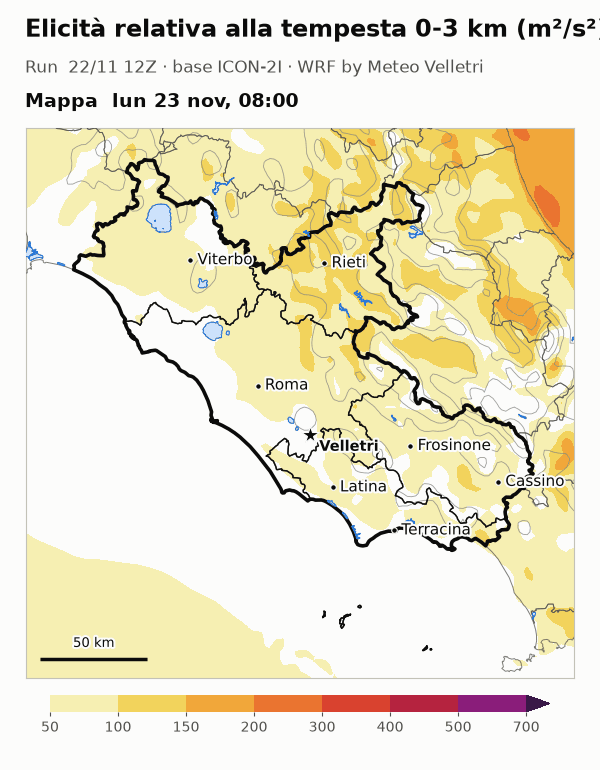 Elicità relativa alla tempesta 0-3 km (m²/s²)
Run  22/11 12Z · base ICON-2I · WRF by Meteo Velletri
Mappa  lun 23 nov, 08:00
Viterbo
Rieti
Roma
Velletri
Frosinone
Cassino
Latina
Terracina
50 km
50 100 150 200 300 400 500 700